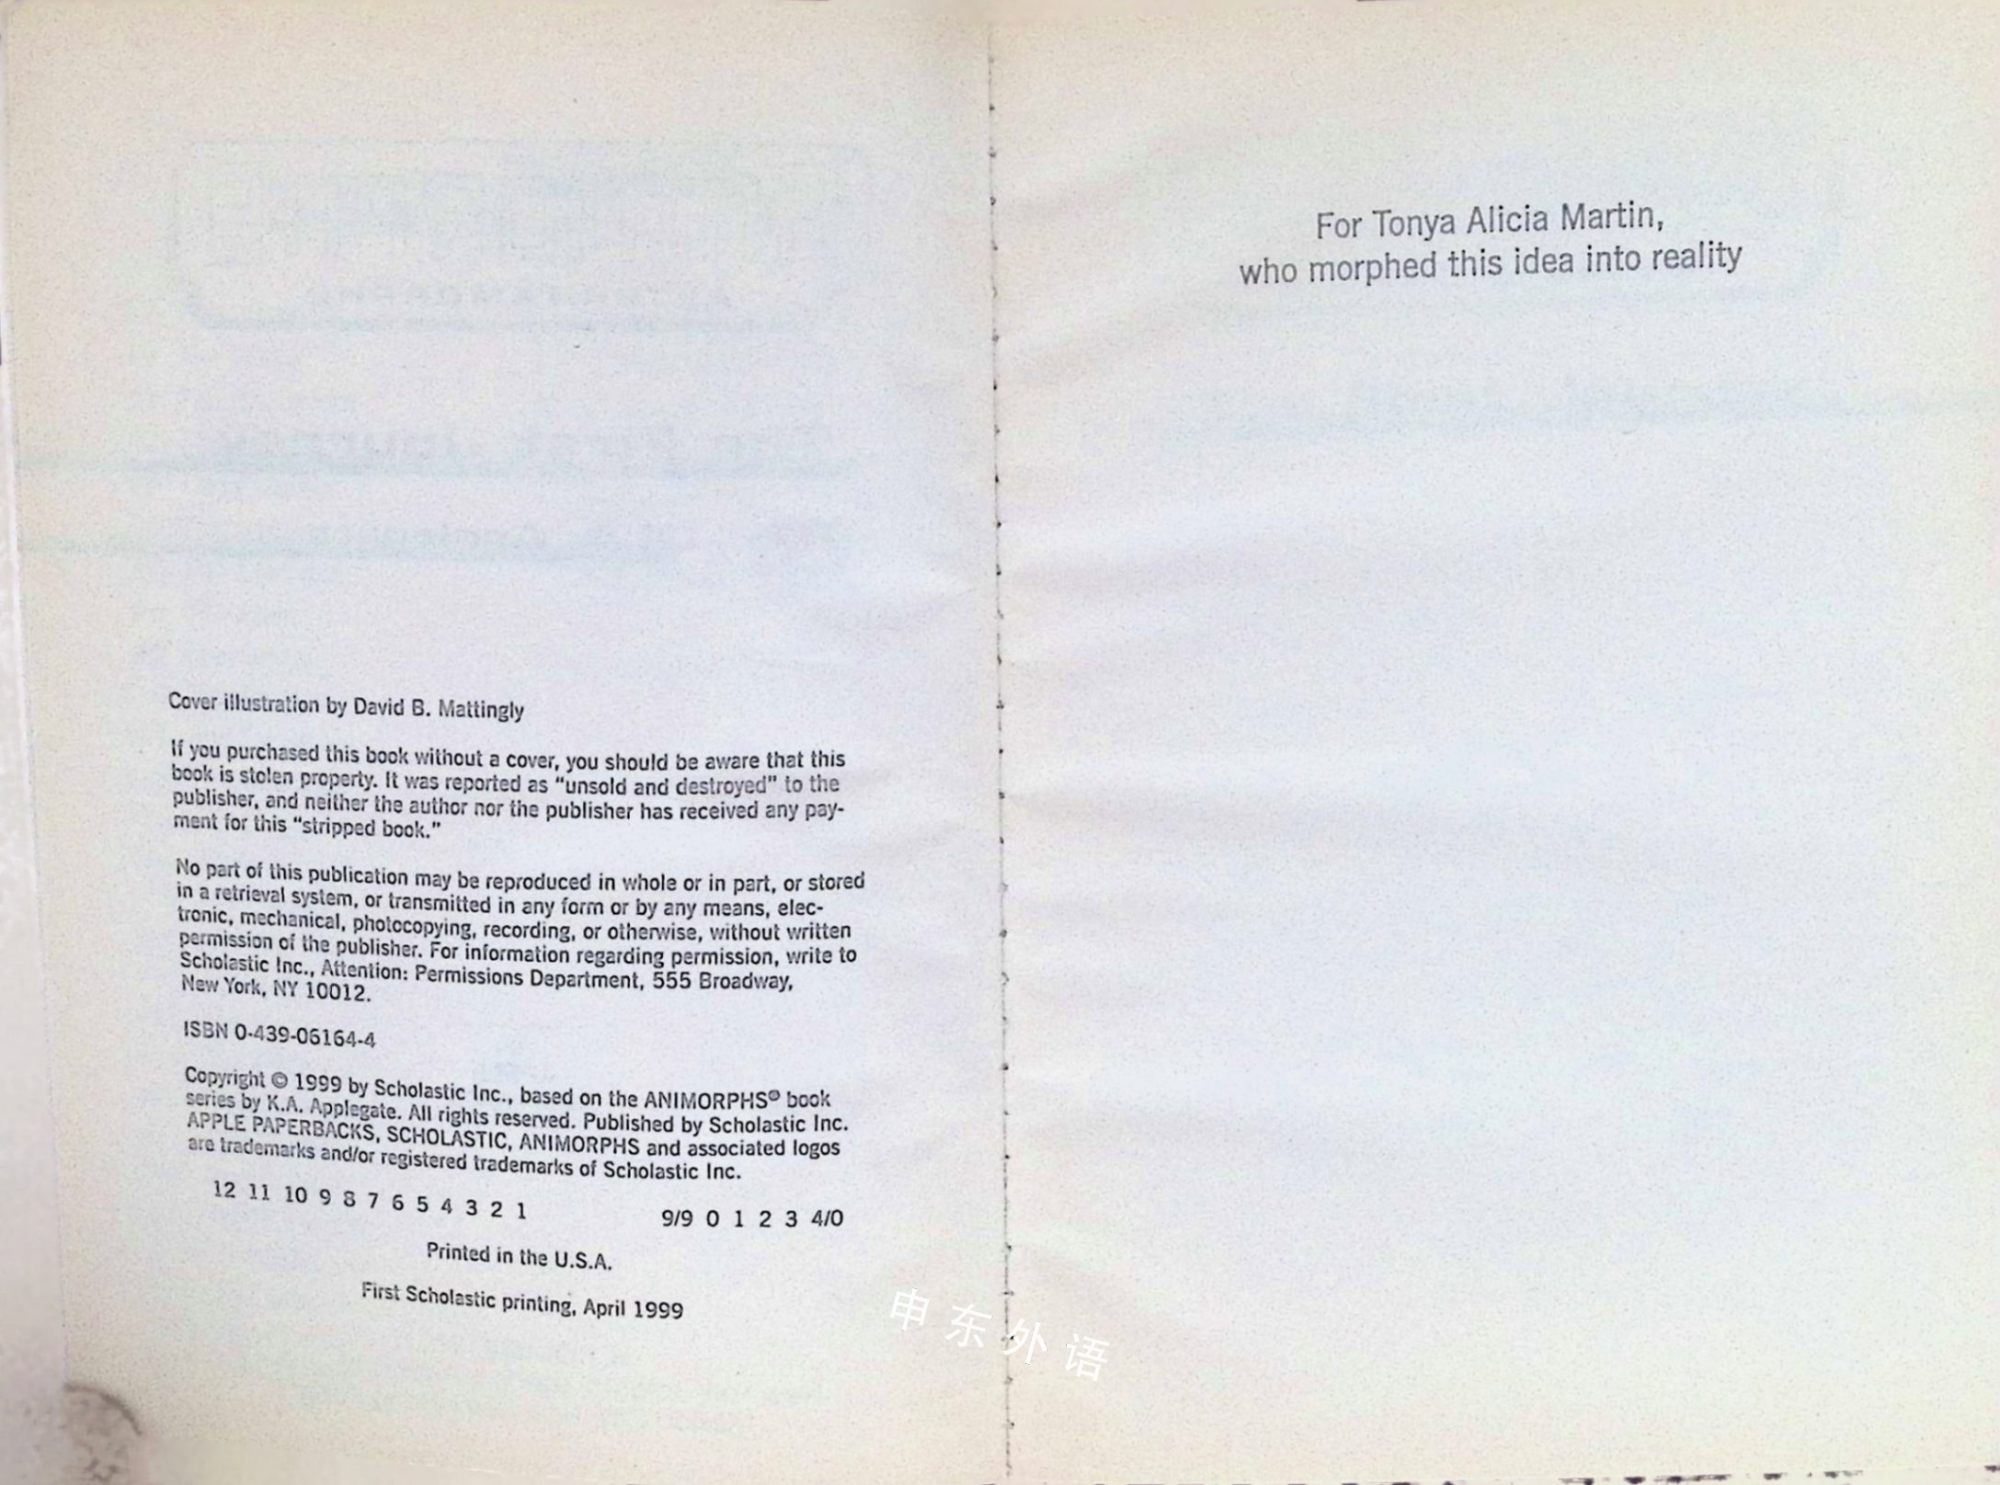 Cover illustration by David B. Mattingly
If you purchased this book without a cover, you should be aware that this
book is stolen property. It was reported as “unsold and destroyed” to the
publisher, and neither the author nor the publisher has received any pay-
ment for this “stripped book.”
No part of this publication may be reproduced in whole or in part, or stored
in a retrieval system, or transmitted in any form or by any means, elec-
tronic, mechanical, photocopying, recording, or otherwise, without written
permission of the publisher. For information regarding permission, write to
Scholastic Inc., Attention: Permissions Department, 555 Broadway,
New York, NY 10012.
ISBN 0-439-06164-4
Copyright © 1999 by Scholastic Inc., based on the ANIMORPHS® book
series by K.A. Applegate. All rights reserved. Published by Scholastic Inc.
APPLE PAPERBACKS, SCHOLASTIC, ANIMORPHS and associated logos
are trademarks and/or registered trademarks of Scholastic Inc.
12 11 10 9 8 7 6 5 4 3 2 1 9/9 0 1 2 3 4/0
Printed in the U.S.A.
First Scholastic printing, April 1999
For Tonya Alicia Martin,
who morphed this idea into reality
申东外语